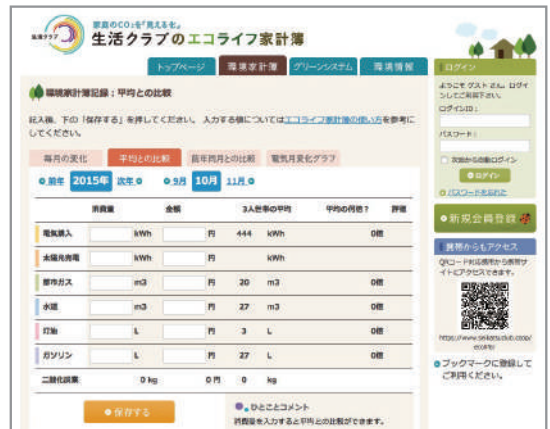 生活クラブ
家庭のCO₂を「見える化」
生活クラブのエコライフ家計簿
トップページ 環境家計簿 グリーンシステム 環境情報
環境家計簿記録：平均との比較
記入後、下の「保存する」を押してください。 入力する値についてはエコライフ家計簿の使い方を参考に
してください。
毎月の変化 平均との比較 前年同月との比較 電気月変化グラフ
前年 2015年 次年 9月 10月 11月
消費量 金額 3人世帯の平均 平均の何倍？ 評価
電気購入 kWh 円 444 kWh 0倍
太陽光売電 kWh 円 kWh
都市ガス m3 円 20 m3 0倍
水道 m3 円 27 m3 0倍
灯油 L 円 3 L 0倍
ガソリン L 円 27 L 0倍
二酸化炭素 0 kg 0 円 0 kg
保存する
ひとことコメント
消費量を入力すると平均との比較ができます。
ログイン
ようこそ ゲスト さん。 ログイ
ンしてご利用下さい。
ログインID：
パスワード：
次回から自動ログイン
ログイン
パスワードを忘れた
新規会員登録
携帯からもアクセス
QRコード対応携帯から携帯サ
イトにアクセスできます。
https://www.seikatsuclub.coop/
ブックマークに登録して
ご利用ください。